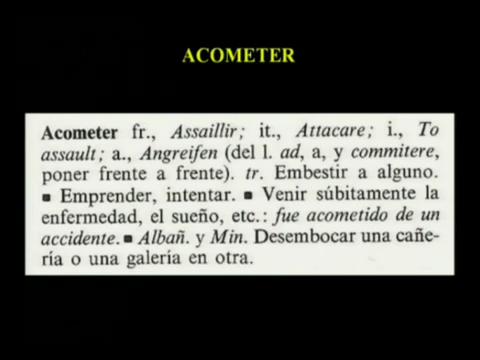 ACOMETER
Acometer fr., Assaillir; it., Attacare; i., To
assault; a., Angreifen (del l. ad, a, y commitere,
poner frente a frente). tr. Embestir a alguno.
▪ Emprender, intentar. ▪ Venir súbitamente la
enfermedad, el sueño, etc.: fue acometido de un
accidente. ▪ Albañ. y Min. Desembocar una cañe-
ría o una galería en otra.